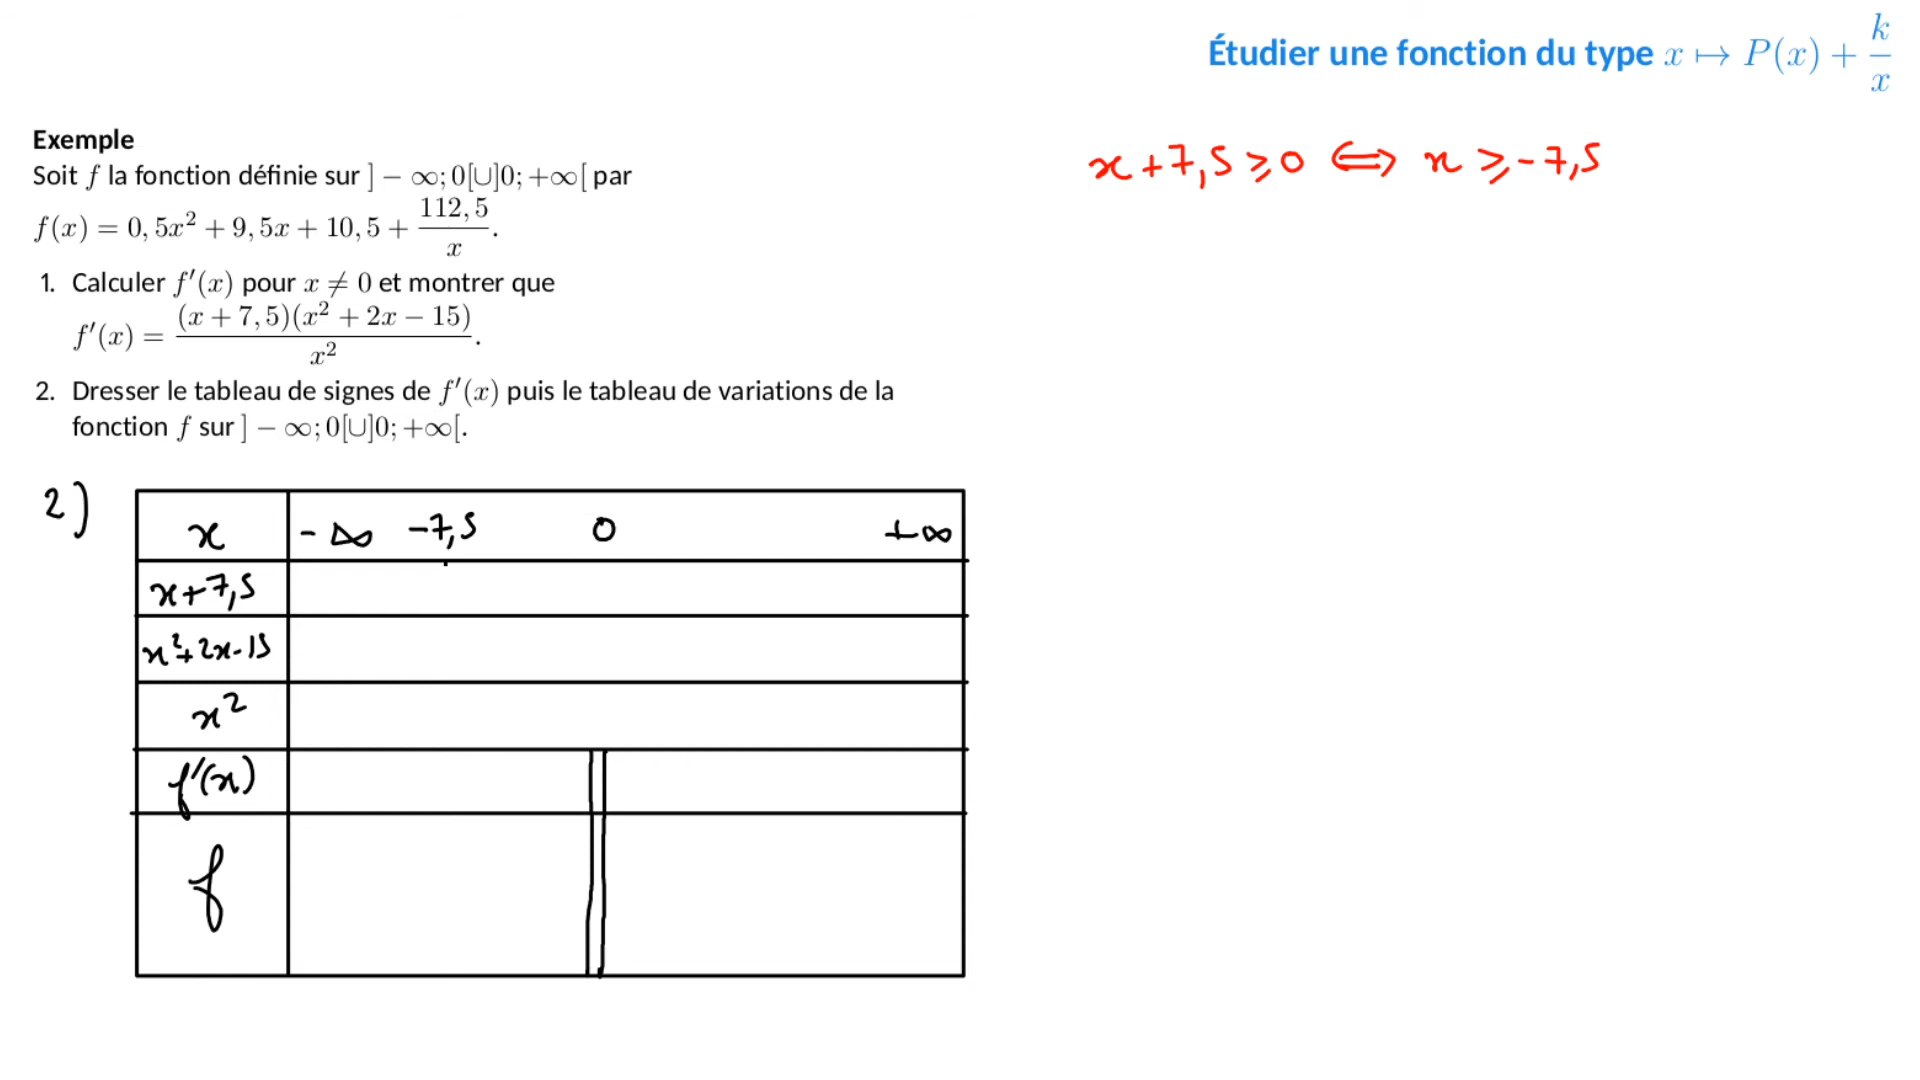 Étudier une fonction du type x ↦ P(x) + k/x
Exemple
Soit f la fonction définie sur ] − ∞; 0[∪]0; +∞[ par
f(x) = 0, 5x² + 9, 5x + 10, 5 + 112, 5/x.
1. Calculer f′(x) pour x ≠ 0 et montrer que
f′(x) = (x + 7, 5)(x² + 2x − 15)/x².
2. Dresser le tableau de signes de f′(x) puis le tableau de variations de la
fonction f sur ] − ∞; 0[∪]0; +∞[.
x + 7,5 ⩾ 0 ⟺ x ⩾ -7,5
2)
x -∞ -7,5 0 +∞
x+7,5
x²+2x-15
x²
f'(x)
f